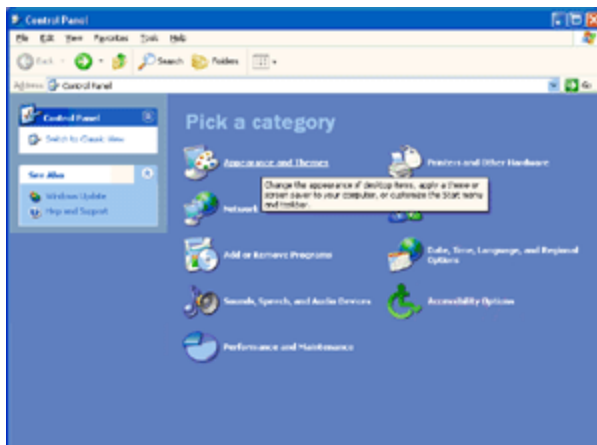 Control Panel
File Edit View Favorites Tools Help
Back Search Folders
Address Control Panel Go
Control Panel
Switch to Classic View
See Also
Windows Update
Help and Support
Pick a category
Appearance and Themes
Printers and Other Hardware
Change the appearance of desktop items, apply a theme or
screen saver to your computer, or customize the Start menu
and taskbar.
Network
Add or Remove Programs
Date, Time, Language, and Regional
Options
Sounds, Speech, and Audio Devices
Accessibility Options
Performance and Maintenance